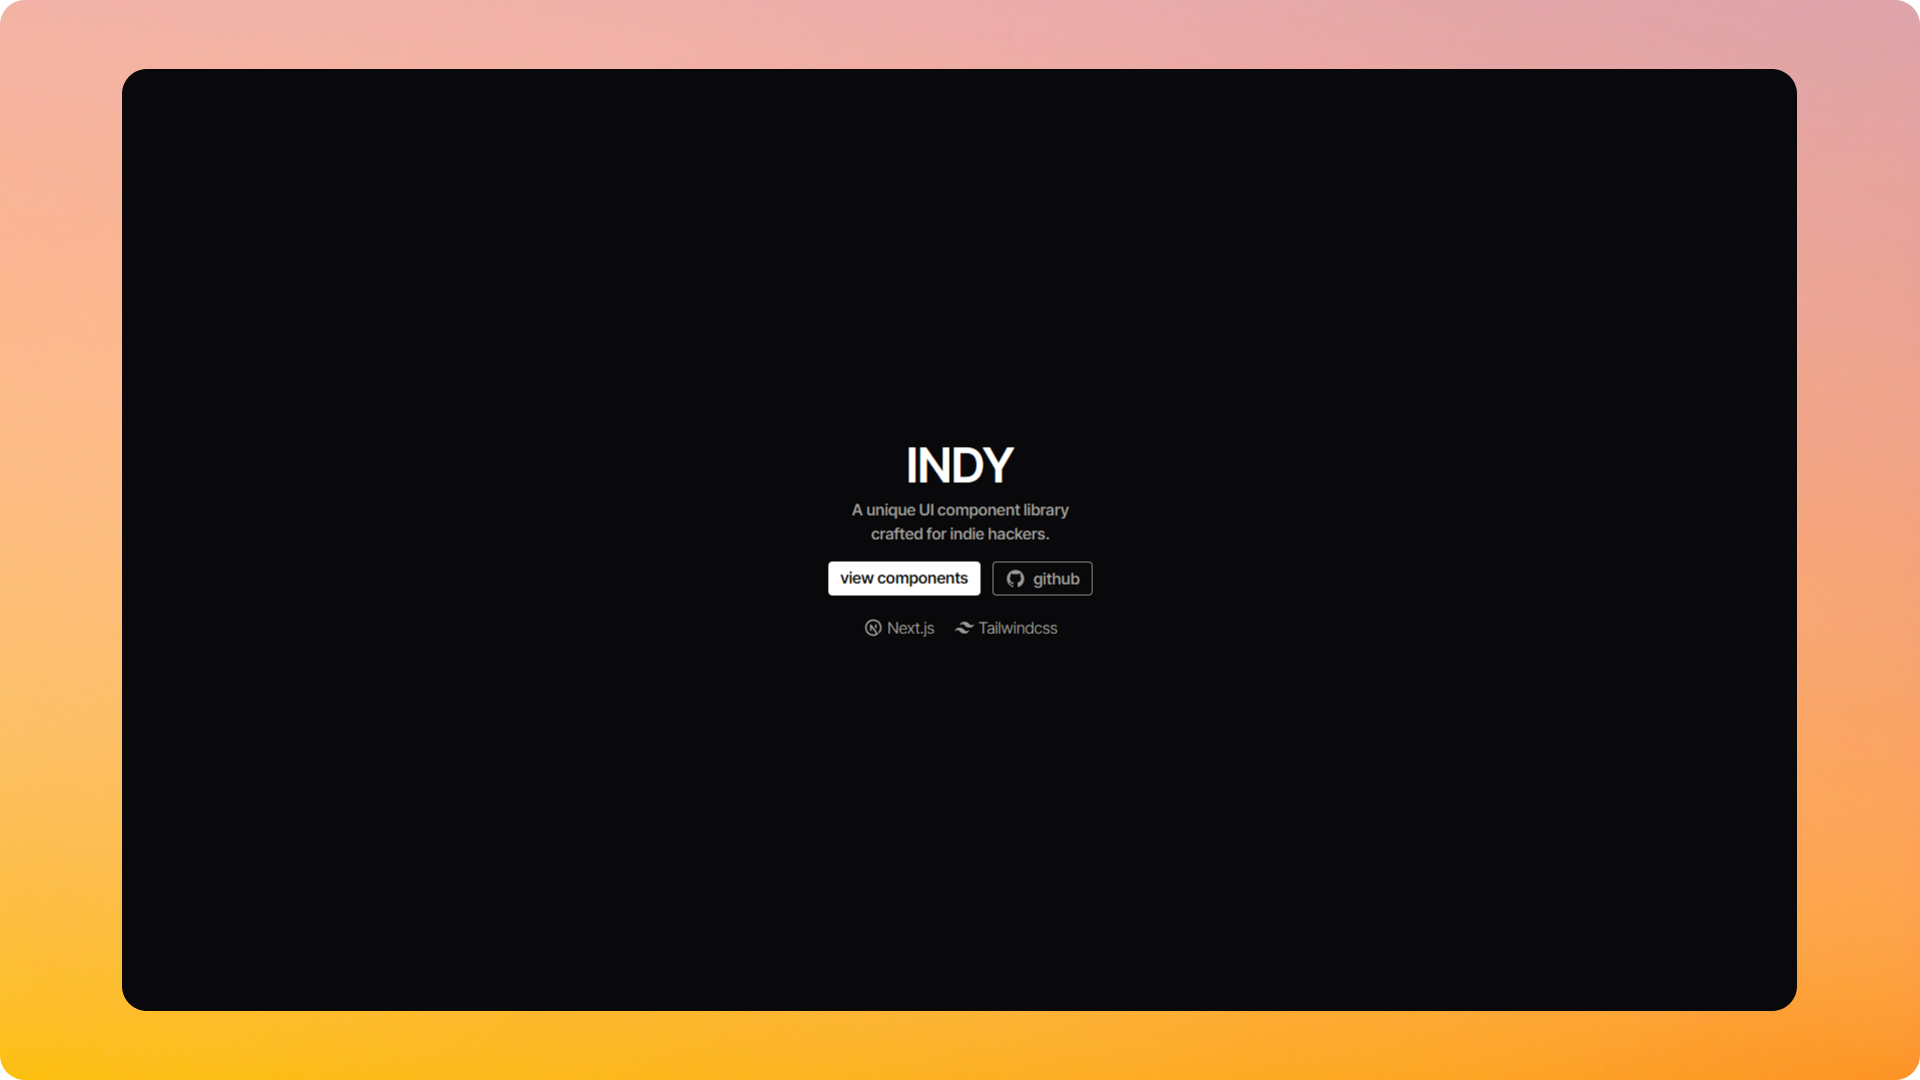 INDY
A unique UI component library
crafted for indie hackers.
view components github
Next.js Tailwindcss